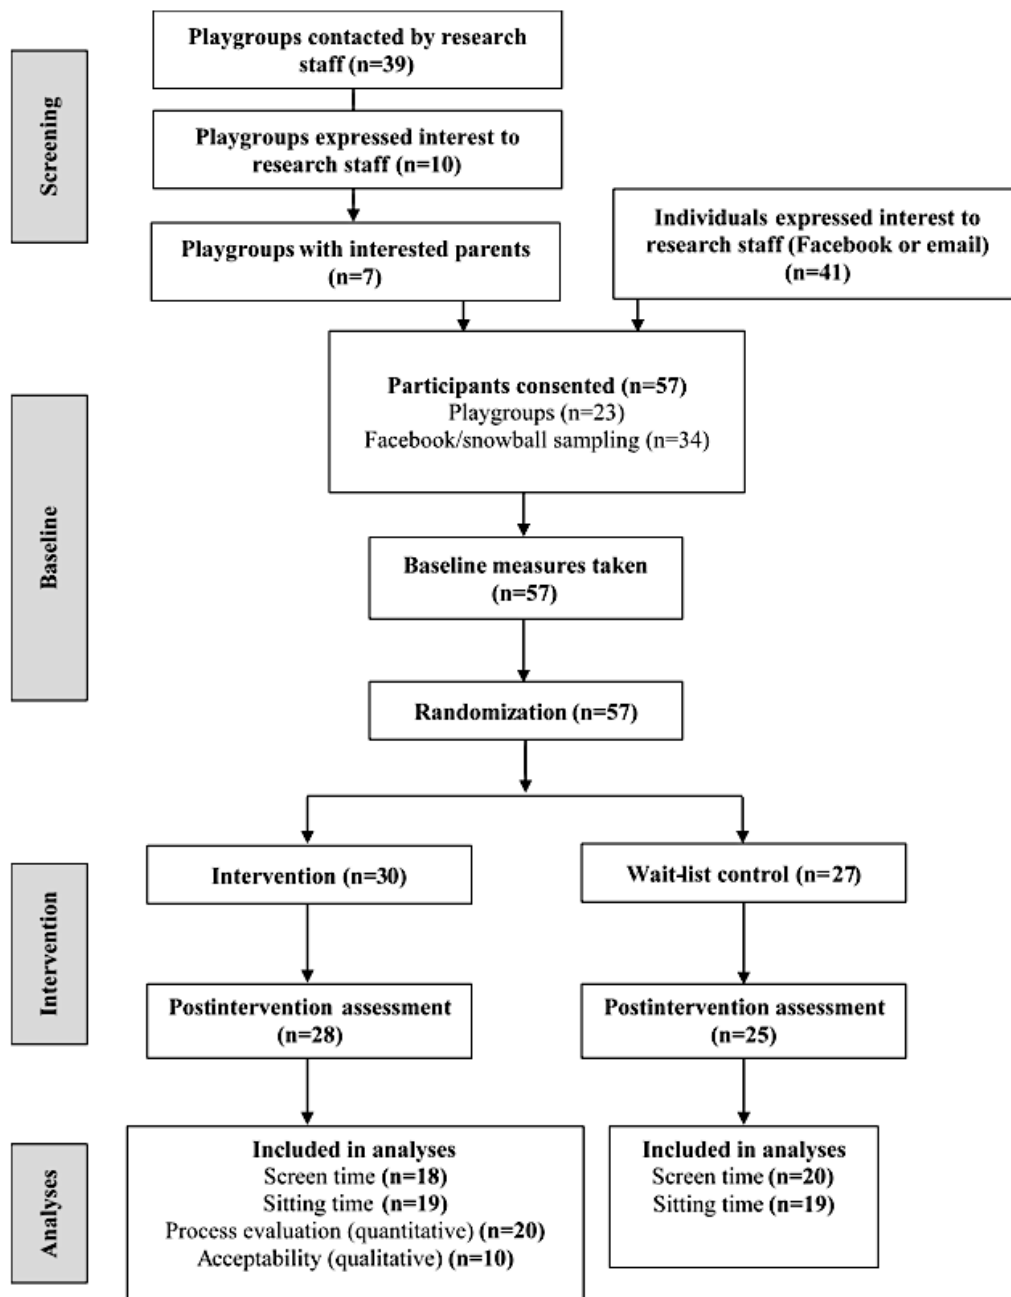 Screening
Playgroups contacted by research
staff (n=39)
Playgroups expressed interest to
research staff (n=10)
Playgroups with interested parents
(n=7)
Individuals expressed interest to
research staff (Facebook or email)
(n=41)
Baseline
Participants consented (n=57)
Playgroups (n=23)
Facebook/snowball sampling (n=34)
Baseline measures taken
(n=57)
Randomization (n=57)
Intervention
Intervention (n=30)
Wait-list control (n=27)
Postintervention assessment
(n=28)
Postintervention assessment
(n=25)
Analyses
Included in analyses
Screen time (n=18)
Sitting time (n=19)
Process evaluation (quantitative) (n=20)
Acceptability (qualitative) (n=10)
Included in analyses
Screen time (n=20)
Sitting time (n=19)